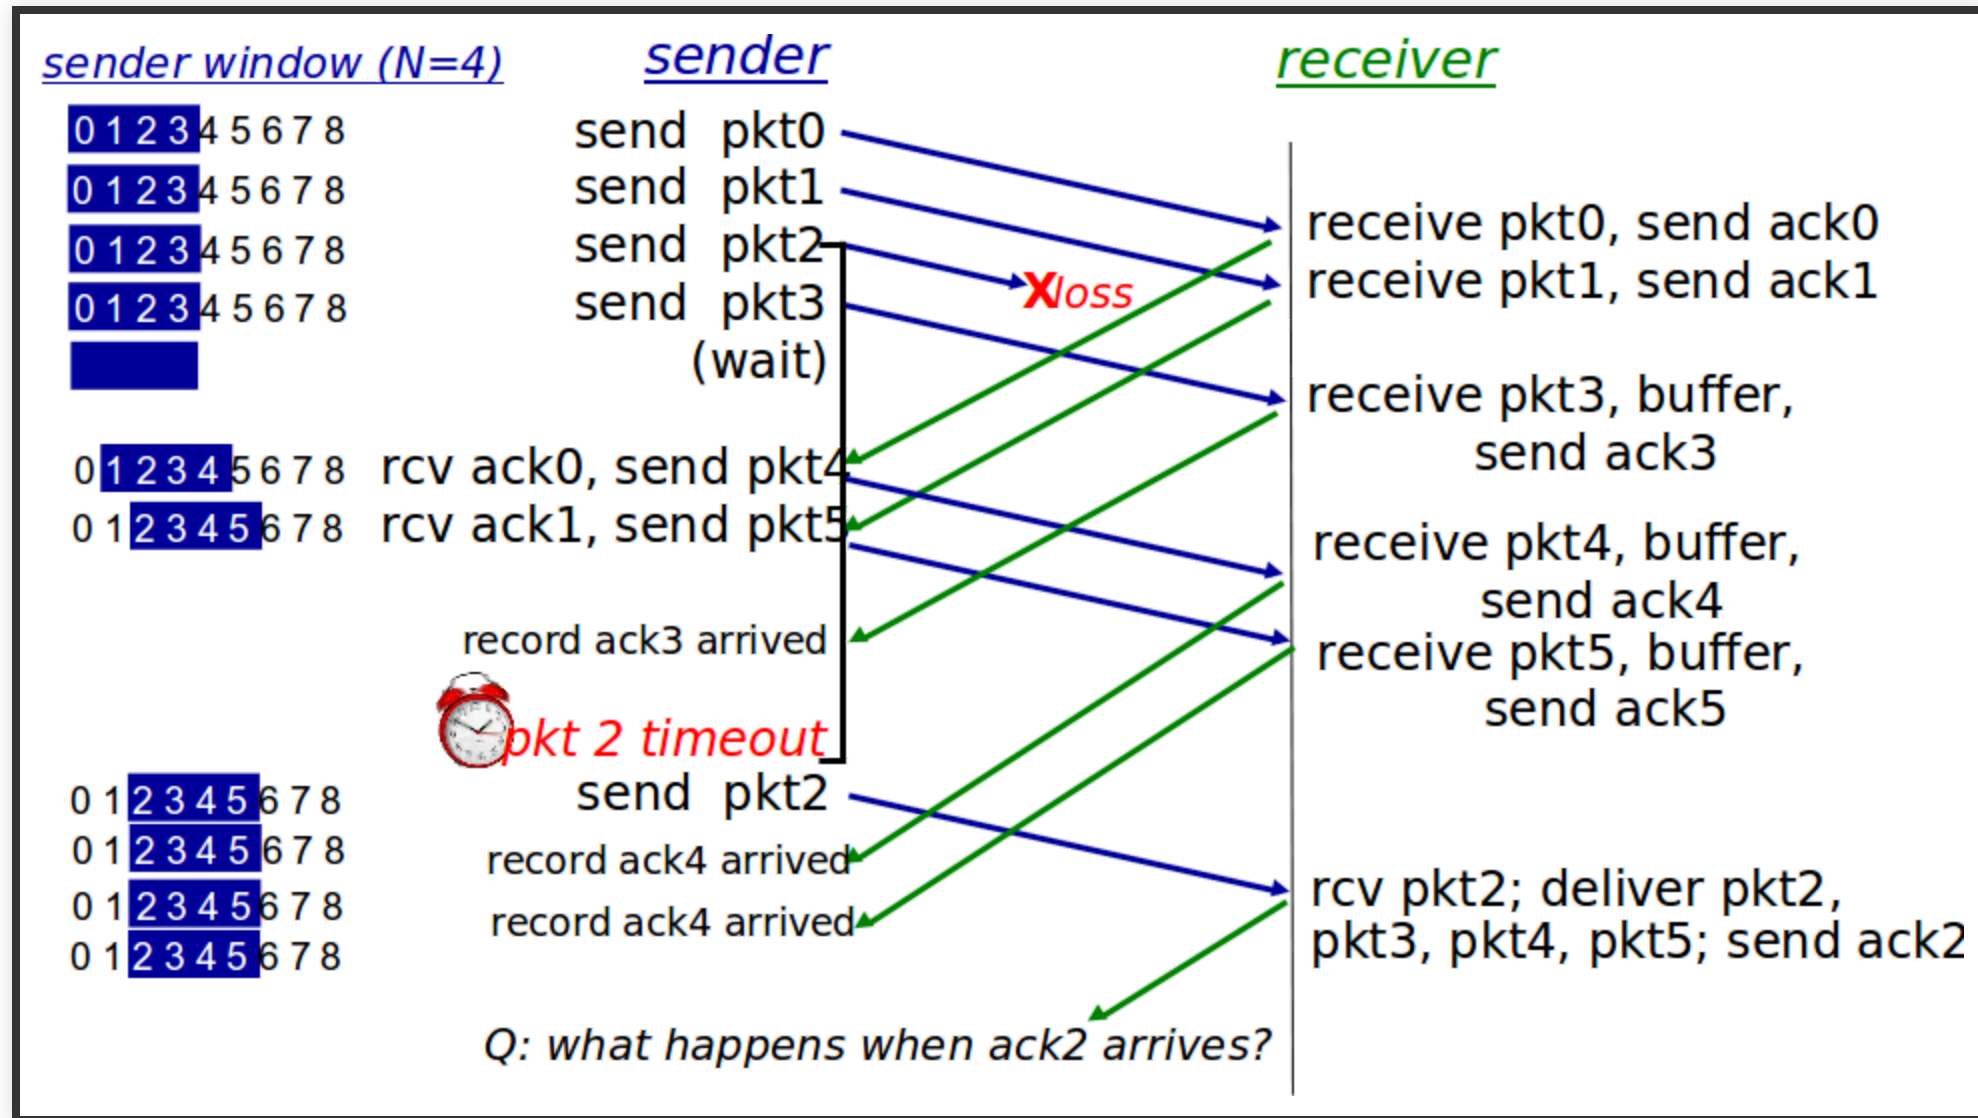 sender window (N=4) sender receiver
0 1 2 3 4 5 6 7 8 send pkt0
0 1 2 3 4 5 6 7 8 send pkt1
receive pkt0, send ack0
0 1 2 3 4 5 6 7 8 send pkt2
receive pkt1, send ack1
X loss
0 1 2 3 4 5 6 7 8 send pkt3
(wait)
receive pkt3, buffer,
send ack3
0 1 2 3 4 5 6 7 8 rcv ack0, send pkt4
0 1 2 3 4 5 6 7 8 rcv ack1, send pkt5
receive pkt4, buffer,
send ack4
record ack3 arrived
receive pkt5, buffer,
send ack5
pkt 2 timeout
0 1 2 3 4 5 6 7 8 send pkt2
0 1 2 3 4 5 6 7 8 record ack4 arrived
rcv pkt2; deliver pkt2,
0 1 2 3 4 5 6 7 8 record ack4 arrived
pkt3, pkt4, pkt5; send ack2
0 1 2 3 4 5 6 7 8
Q: what happens when ack2 arrives?